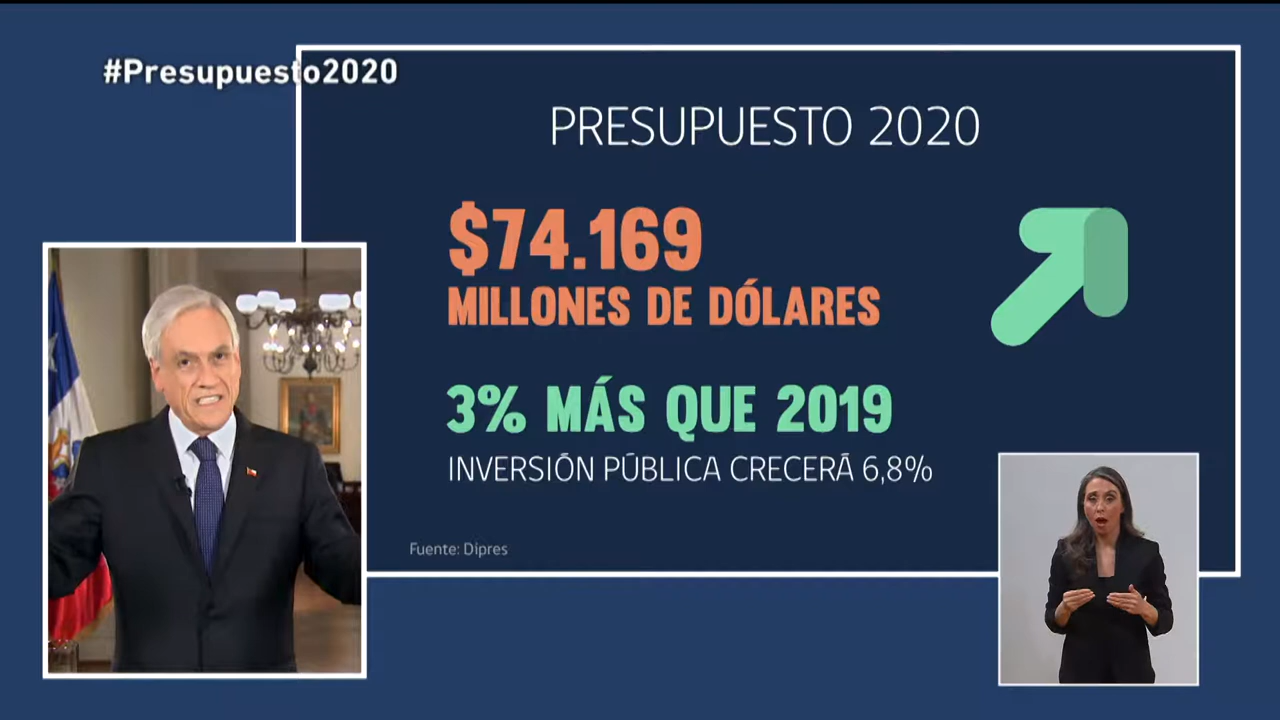 #Presupuesto2020
PRESUPUESTO 2020
$74.169
MILLONES DE DÓLARES
3% MÁS QUE 2019
INVERSIÓN PÚBLICA CRECERÁ 6,8%
Fuente: Dipres